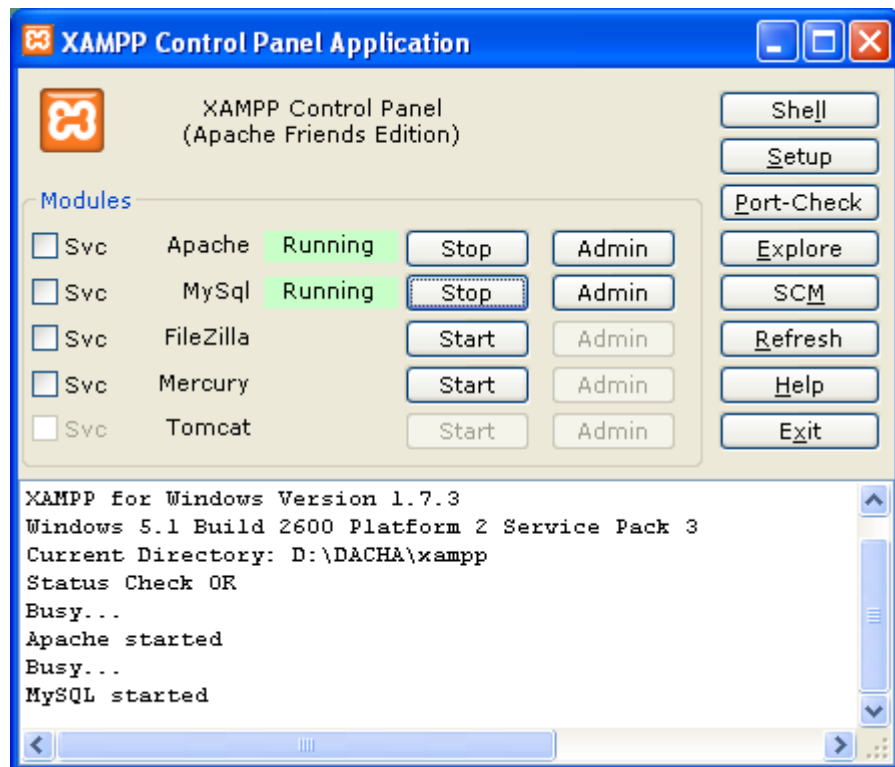 XAMPP Control Panel Application
XAMPP Control Panel
(Apache Friends Edition)
Shell
Setup
Port-Check
Explore
SCM
Refresh
Help
Exit
Modules
Svc Apache Running Stop Admin
Svc MySql Running Stop Admin
Svc FileZilla Start Admin
Svc Mercury Start Admin
Svc Tomcat Start Admin
XAMPP for Windows Version 1.7.3
Windows 5.1 Build 2600 Platform 2 Service Pack 3
Current Directory: D:\DACHA\xampp
Status Check OK
Busy...
Apache started
Busy...
MySQL started